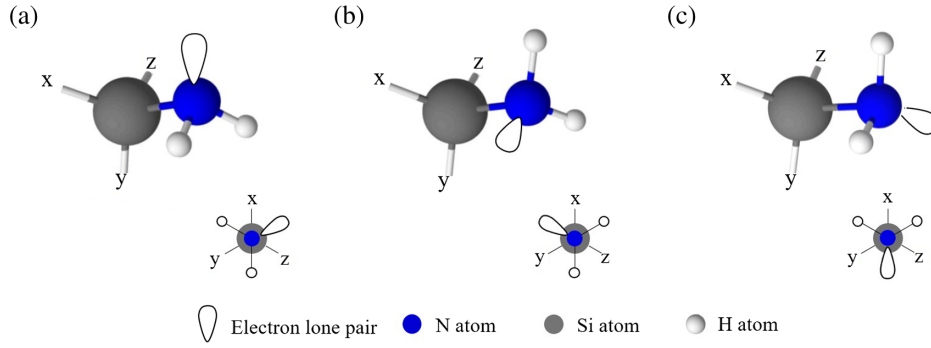 (a) (b) (c)
x z x z x z
y y y
x x x
y z y z y z
Electron lone pair N atom Si atom H atom